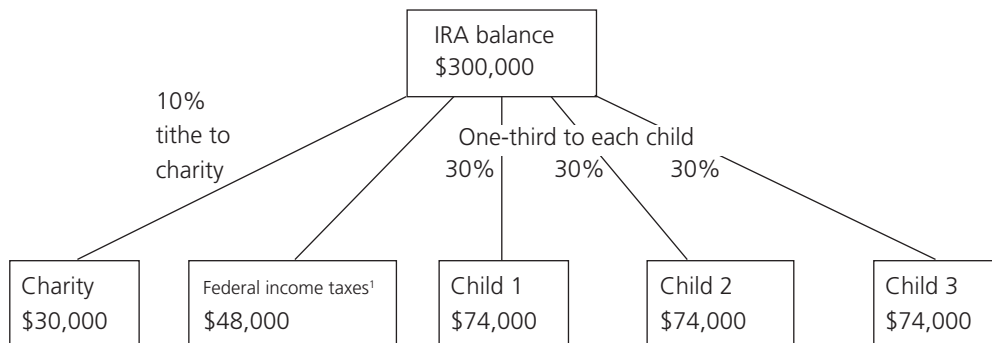 IRA balance
$300,000
10%
tithe to
charity
One-third to each child
30%
30%
30%
Charity
$30,000
Federal income taxes¹
$48,000
Child 1
$74,000
Child 2
$74,000
Child 3
$74,000